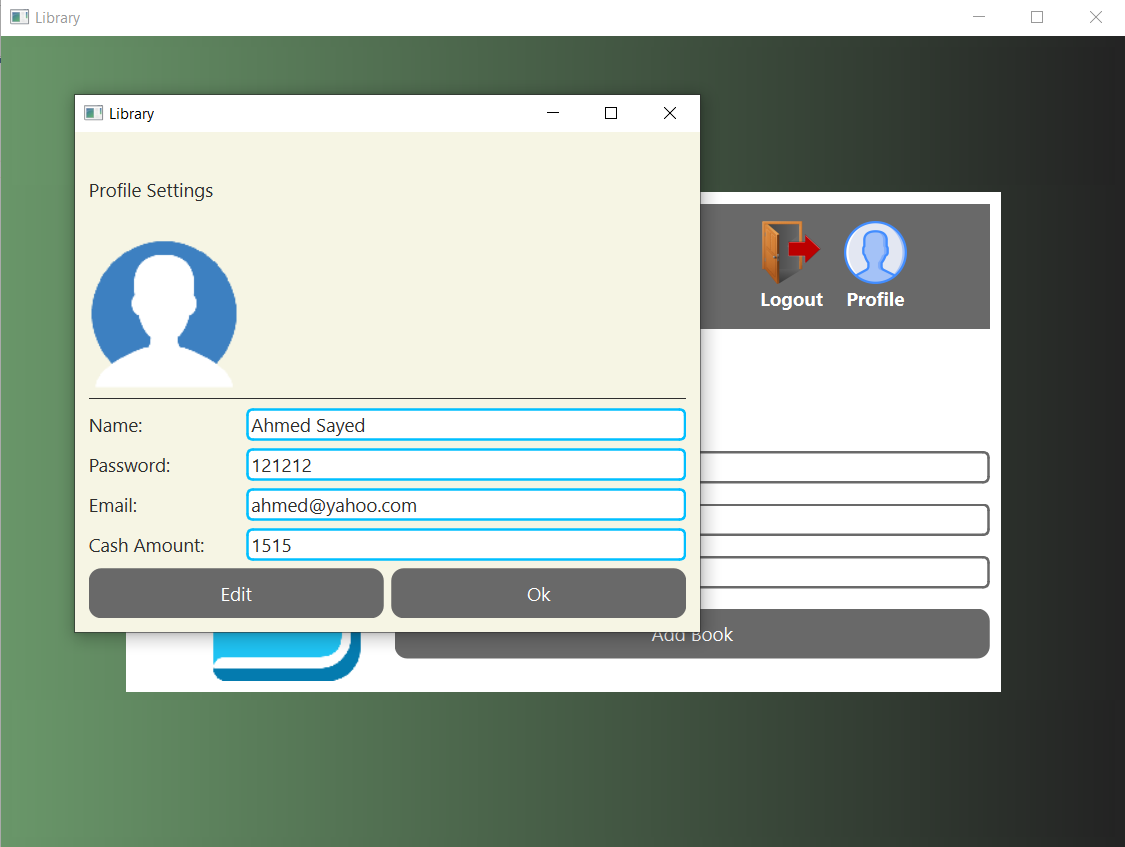 Library
Library
Profile Settings
Logout Profile
Name: Ahmed Sayed
Password: 121212
Email: ahmed@yahoo.com
Cash Amount: 1515
Edit Ok
Add Book